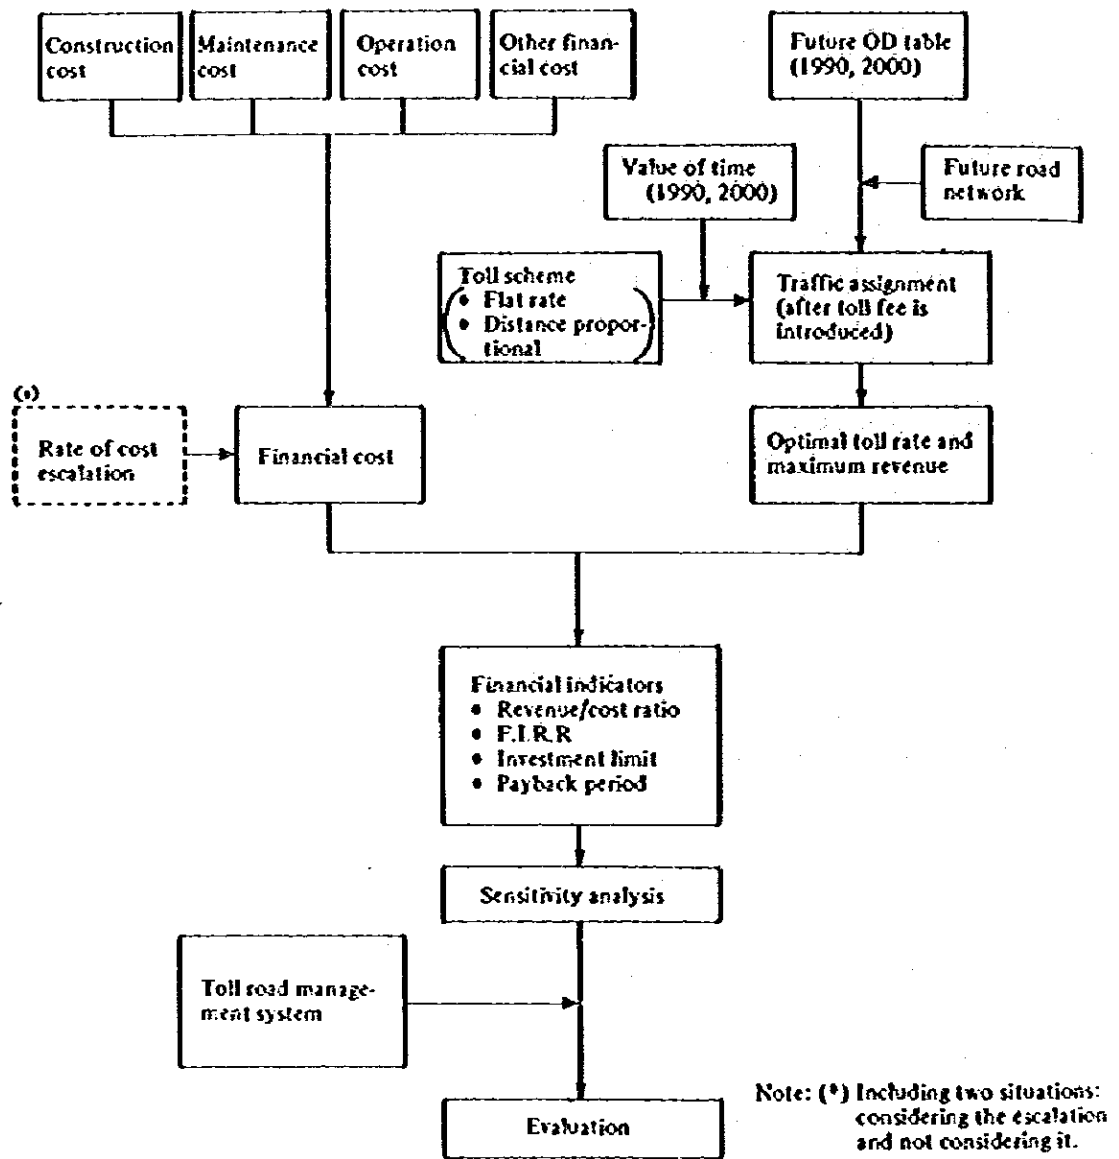 Construction
cost
Maintenance
cost
Operation
cost
Other finan-
cial cost
Future OD table
(1990, 2000)
Value of time
(1990, 2000)
Future road
network
Toll scheme
• Flat rate
• Distance propor-
tional
Traffic assignment
(after toll fee is
introduced)
(*)
Rate of cost
escalation
Financial cost
Optimal toll rate and
maximum revenue
Financial indicators
• Revenue/cost ratio
• F.I.R.R
• Investment limit
• Payback period
Sensitivity analysis
Toll road manage-
ment system
Evaluation
Note: (*) Including two situations:
considering the escalation
and not considering it.